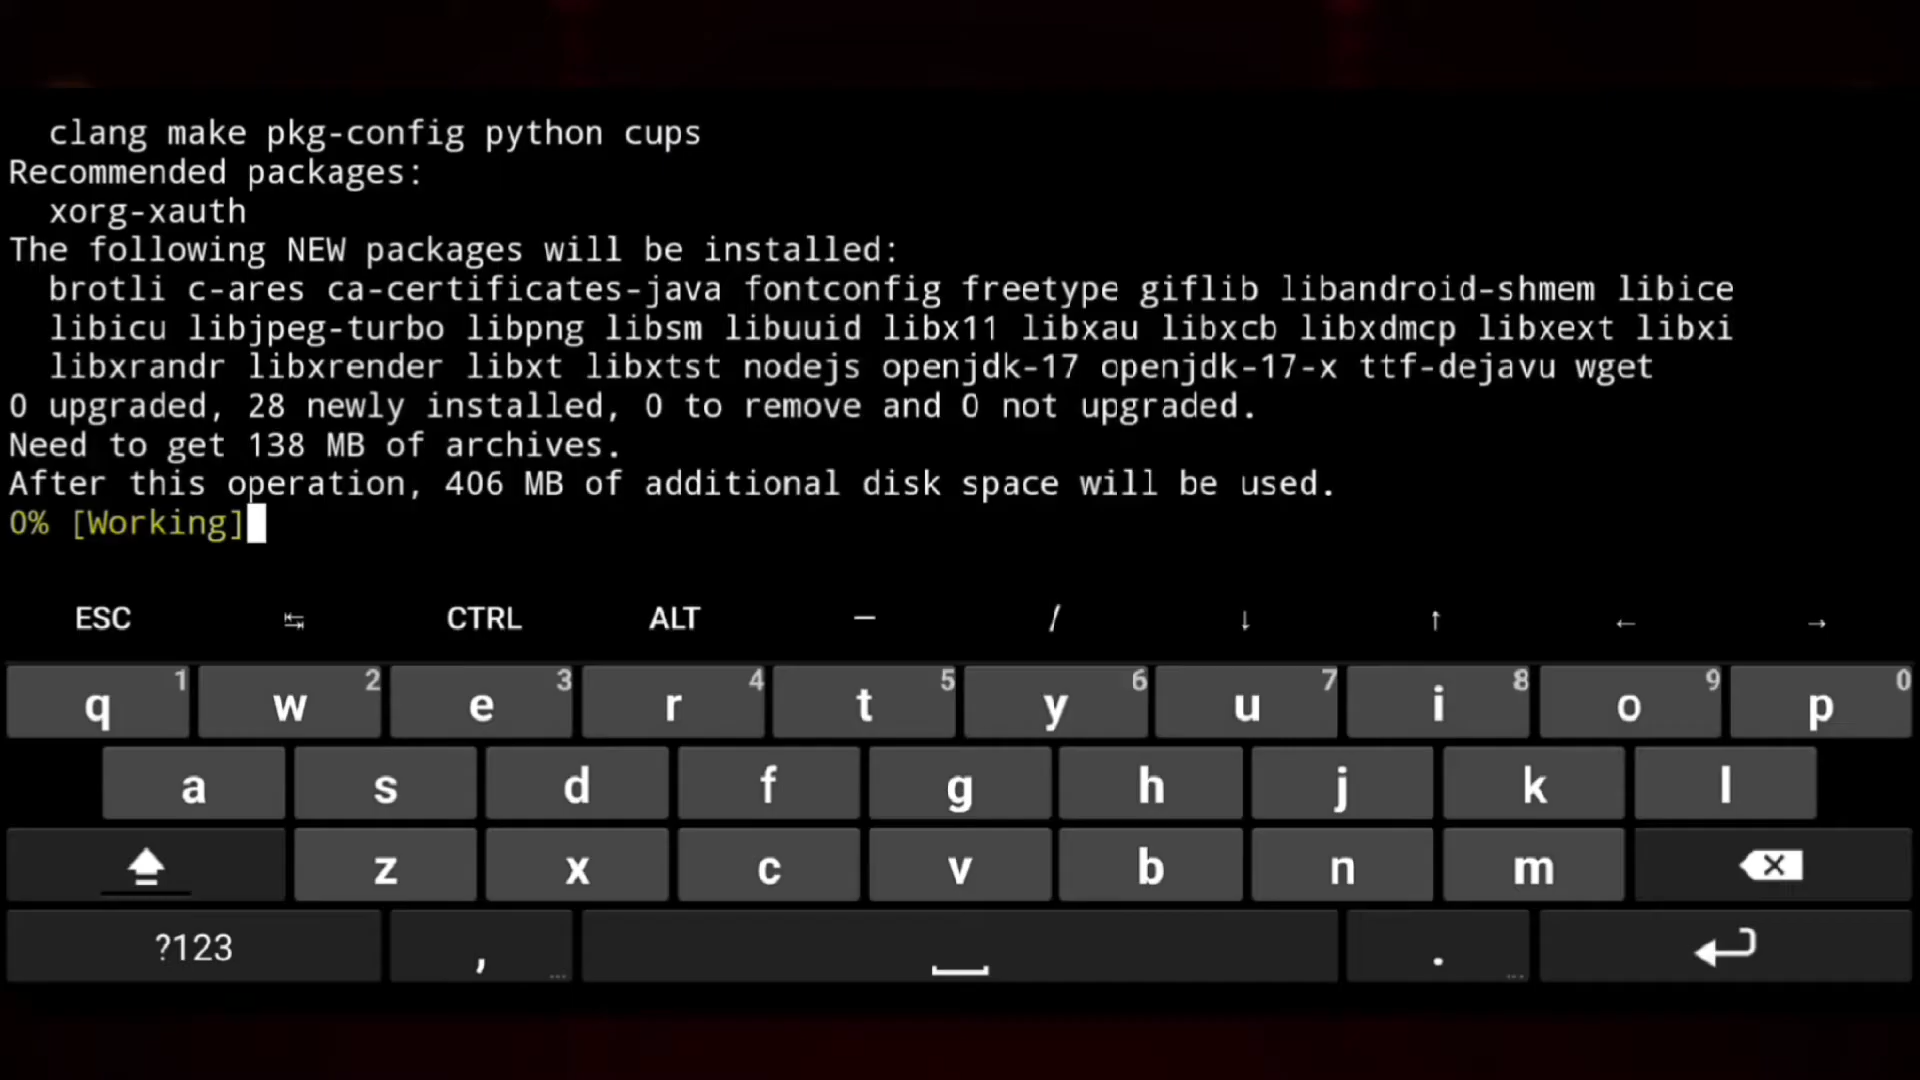 clang make pkg-config python cups
Recommended packages:
xorg-xauth
The following NEW packages will be installed:
brotli c-ares ca-certificates-java fontconfig freetype giflib libandroid-shmem libice
libicu libjpeg-turbo libpng libsm libuuid libx11 libxau libxcb libxdmcp libxext libxi
libxrandr libxrender libxt libxtst nodejs openjdk-17 openjdk-17-x ttf-dejavu wget
0 upgraded, 28 newly installed, 0 to remove and 0 not upgraded.
Need to get 138 MB of archives.
After this operation, 406 MB of additional disk space will be used.
0% [Working]
ESC ↹ CTRL ALT — / ↓ ↑ ← →
q 1 w 2 e 3 r 4 t 5 y 6 u 7 i 8 o 9 p 0
a s d f g h j k l
z x c v b n m
?123 , ... . ...